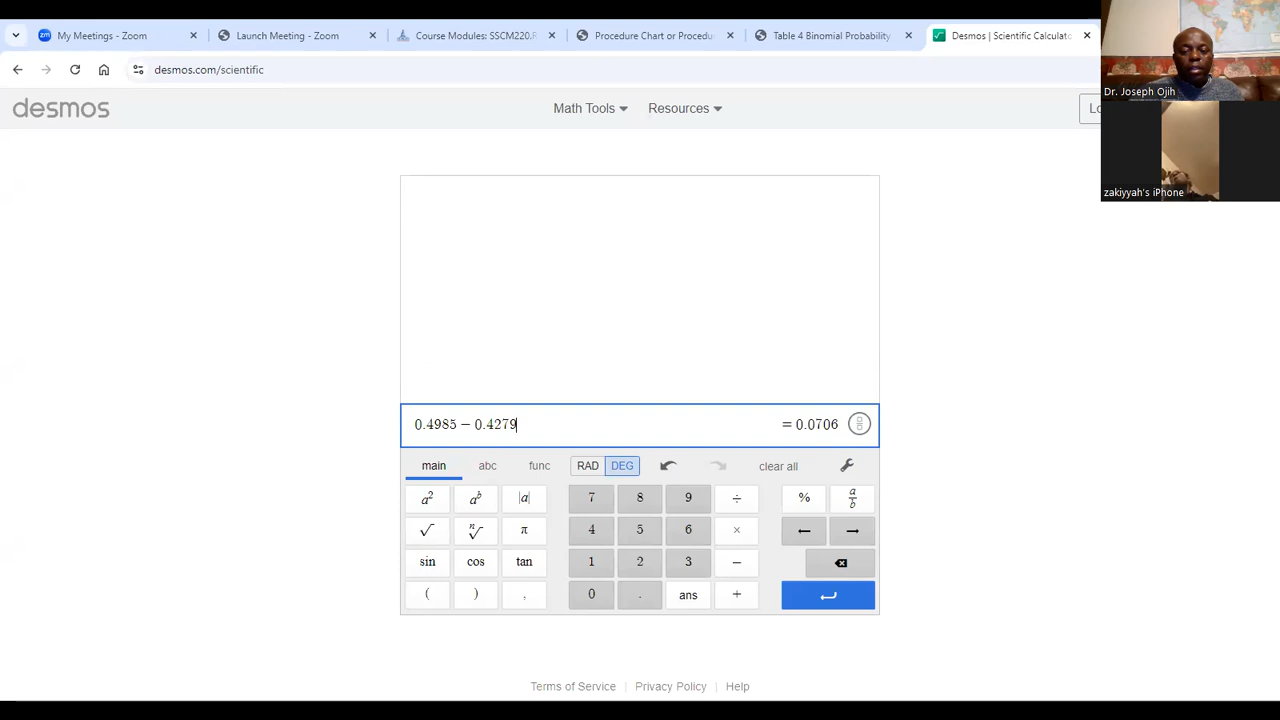 My Meetings - Zoom
Launch Meeting - Zoom
Course Modules: SSCM220.
Procedure Chart or Procedu
Table 4 Binomial Probability
Desmos | Scientific Calculato
desmos.com/scientific
desmos
Math Tools
Resources
Lo
Dr. Joseph Ojih
zakiyyah's iPhone
0.4985 − 0.4279
= 0.0706
main
abc
func
RAD
DEG
clear all
a² aᵇ |a| 7 8 9 ÷ % a/b
√ ⁿ√ π 4 5 6 × ← →
sin cos tan 1 2 3 −
( ) , 0 . ans +
Terms of Service
Privacy Policy
Help